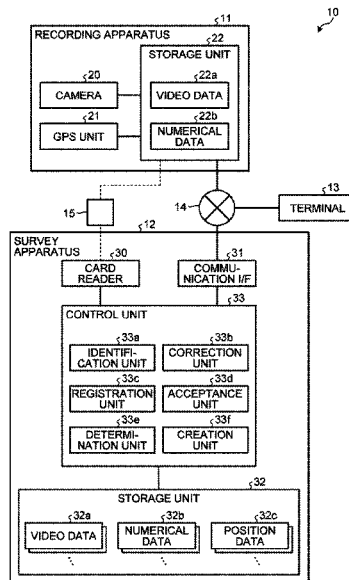 10
11
RECORDING APPARATUS
22
STORAGE UNIT
20
CAMERA
22a
VIDEO DATA
21
GPS UNIT
22b
NUMERICAL
DATA
15
14
13
TERMINAL
12
SURVEY
APPARATUS
30
CARD
READER
31
COMMU-
NICATION I/F
33
CONTROL UNIT
33a
IDENTIFI-
CATION UNIT
33b
CORRECTION
UNIT
33c
REGISTRATION
UNIT
33d
ACCEPTANCE
UNIT
33e
DETERMI-
NATION UNIT
33f
CREATION
UNIT
32
STORAGE UNIT
32a
VIDEO DATA
32b
NUMERICAL
DATA
32c
POSITION
DATA